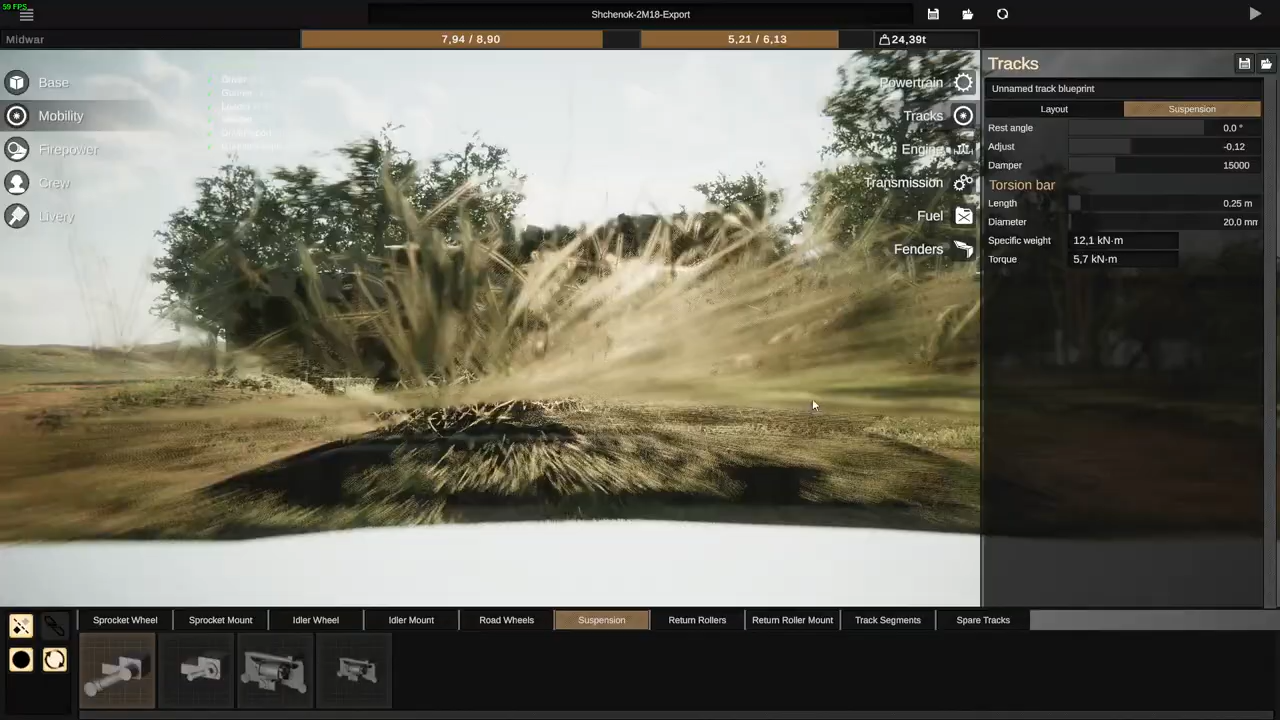 59 FPS
Shchenok-2M18-Export
Midwar
7,94 / 8,90
5,21 / 6,13
24,39t
Base
Mobility
Firepower
Crew
Livery
Powertrain
Tracks
Engine
Transmission
Fuel
Fenders
Tracks
Unnamed track blueprint
Layout
Suspension
Rest angle 0.0 °
Adjust -0,12
Damper 15000
Torsion bar
Length 0.25 m
Diameter 20,0 mm
Specific weight 12,1 kN·m
Torque 5,7 kN·m
Sprocket Wheel
Sprocket Mount
Idler Wheel
Idler Mount
Road Wheels
Suspension
Return Rollers
Return Roller Mount
Track Segments
Spare Tracks